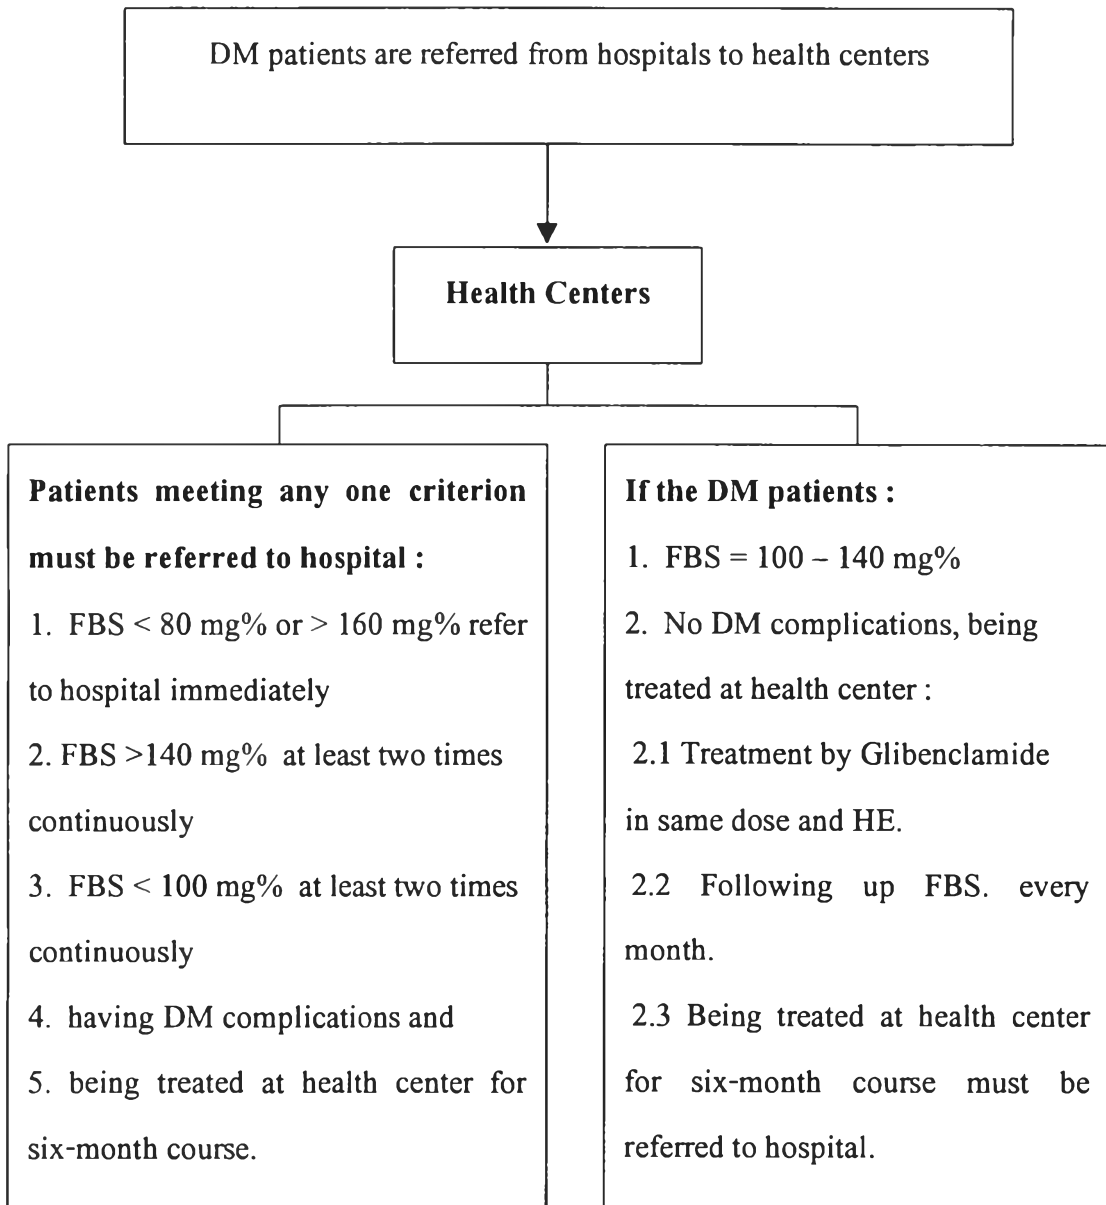 DM patients are referred from hospitals to health centers
Health Centers
Patients meeting any one criterion
must be referred to hospital :
1. FBS < 80 mg% or > 160 mg% refer
to hospital immediately
2. FBS >140 mg% at least two times
continuously
3. FBS < 100 mg% at least two times
continuously
4. having DM complications and
5. being treated at health center for
six-month course.
If the DM patients :
1. FBS = 100 – 140 mg%
2. No DM complications, being
treated at health center :
2.1 Treatment by Glibenclamide
in same dose and HE.
2.2 Following up FBS. every
month.
2.3 Being treated at health center
for six-month course must be
referred to hospital.